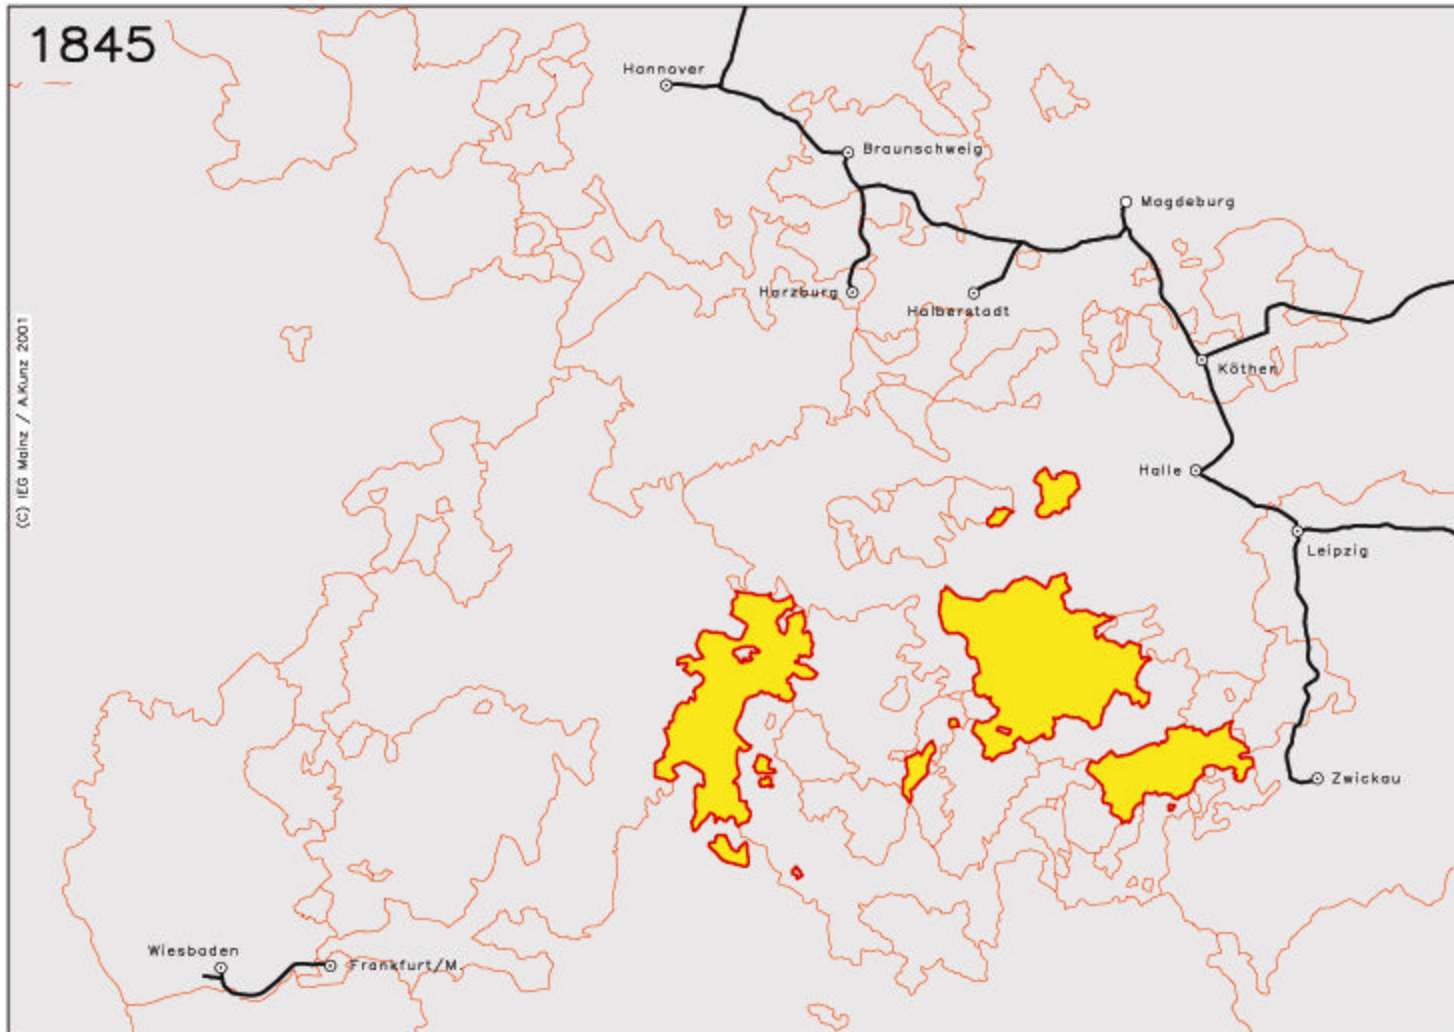 1845
Hannover
Braunschweig
Magdeburg
Harzburg
Halberstadt
Köthen
(C) IEG Mainz / A.Kunz 2001
Halle
Leipzig
Zwickau
Wiesbaden
Frankfurt/M.